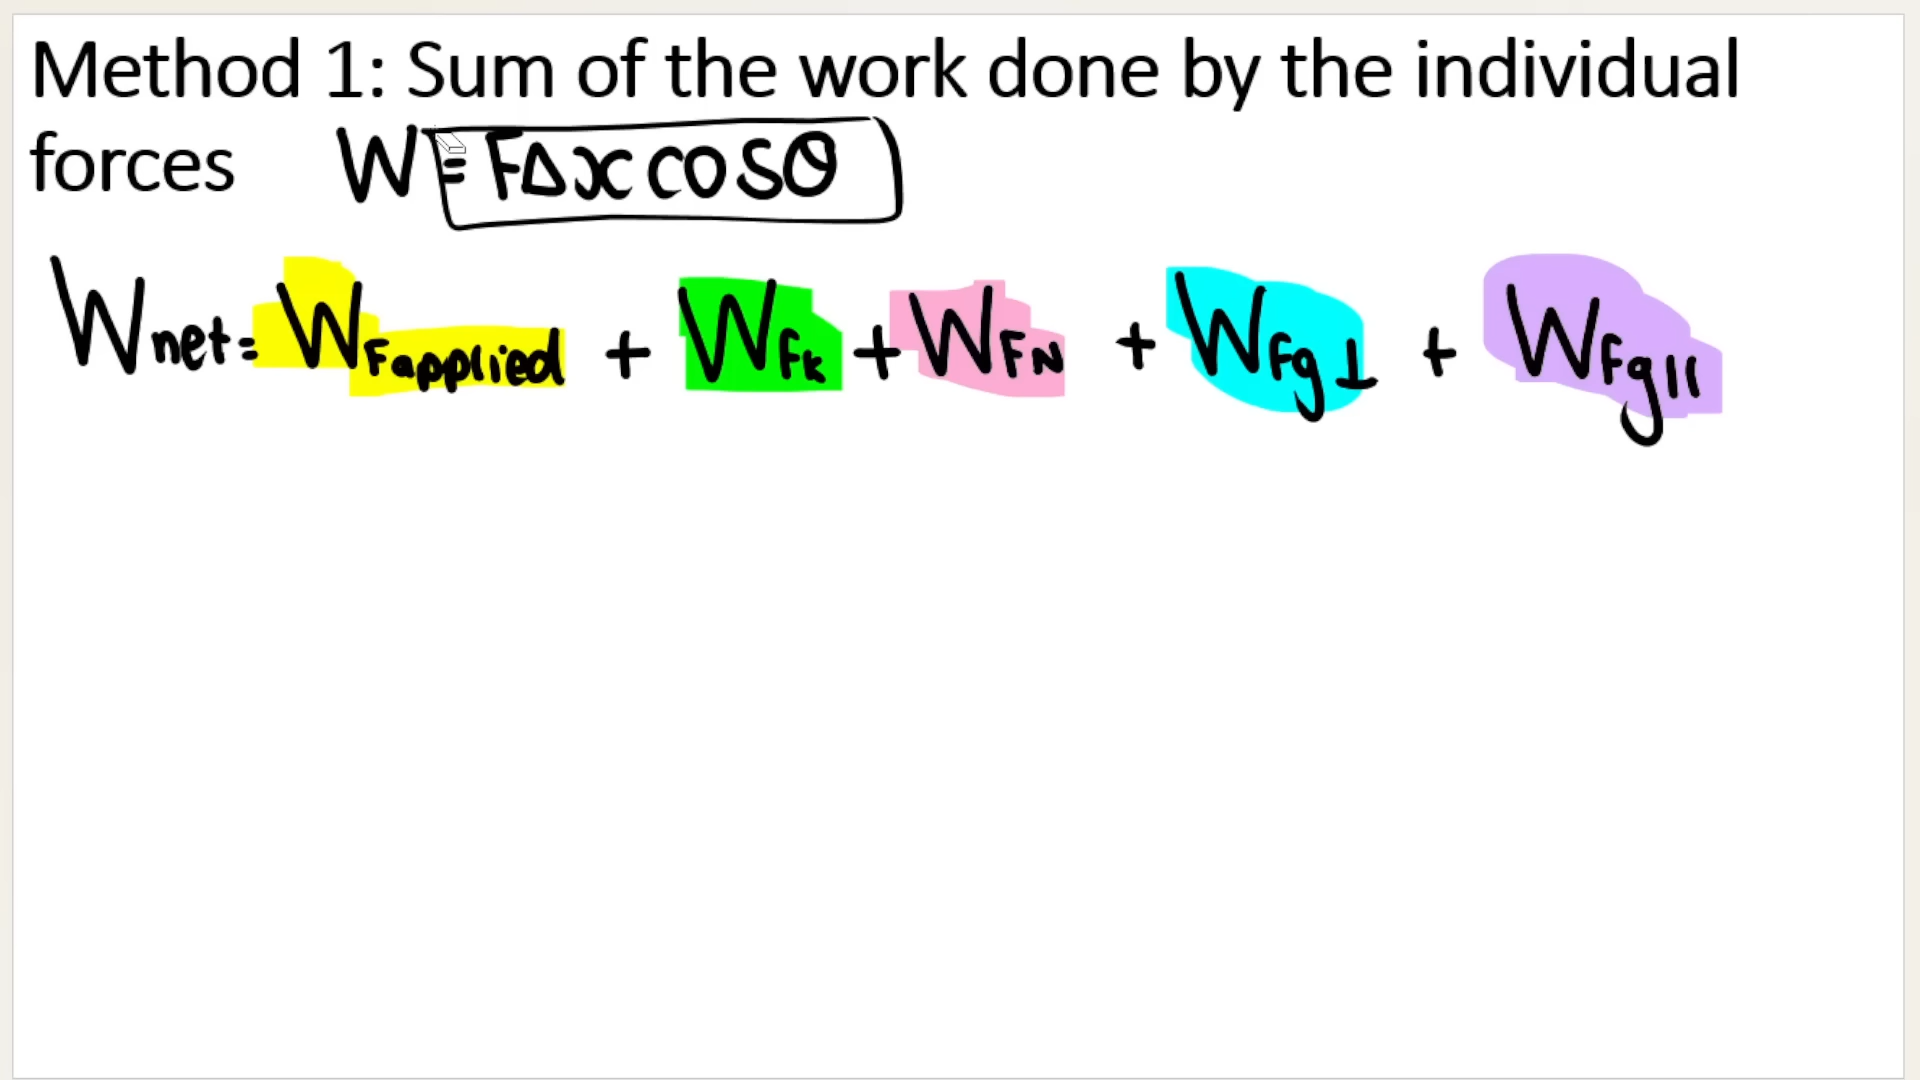 Method 1: Sum of the work done by the individual
forces W = FΔx cosθ
Wnet = WFapplied + WFk + WFN + WFg⊥ + WFg||